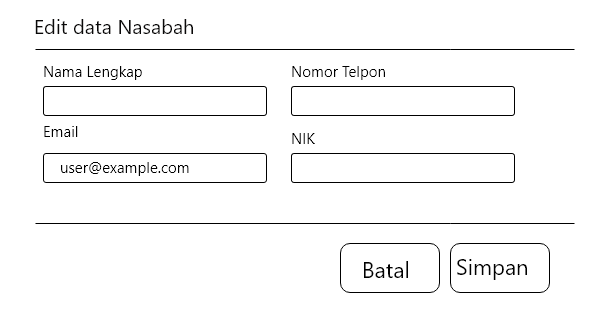 Edit data Nasabah
Nama Lengkap
Nomor Telpon
Email
NIK
user@example.com
Batal
Simpan